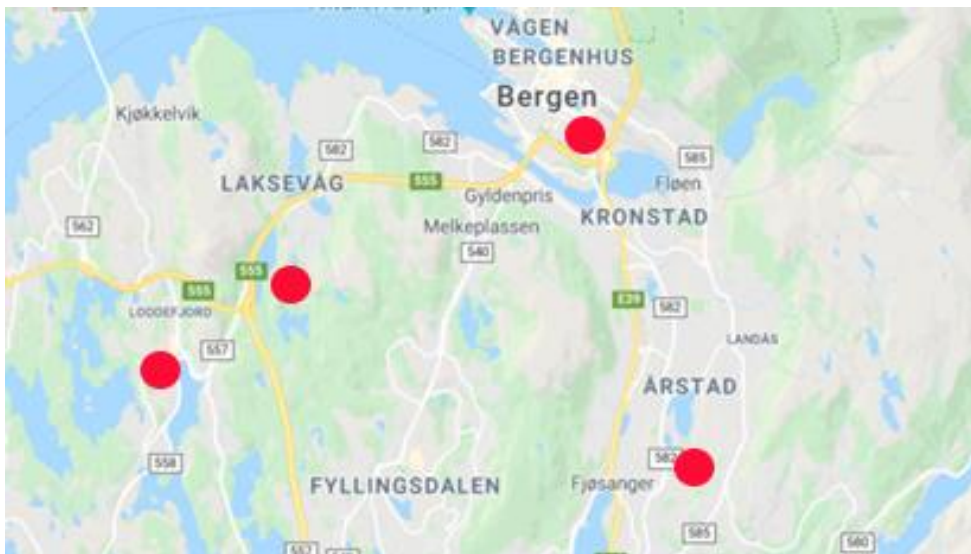 VÅGEN
BERGENHUS
Bergen
Kjøkkelvik
582
582
585
LAKSEVÅG
555
Gyldenpris
Fløen
KRONSTAD
562
Melkeplassen
540
555
555
E39
582
LODDEFJORD
557
LANDÅS
ÅRSTAD
558
582
FYLLINGSDALEN
Fjøsanger
557
585
580